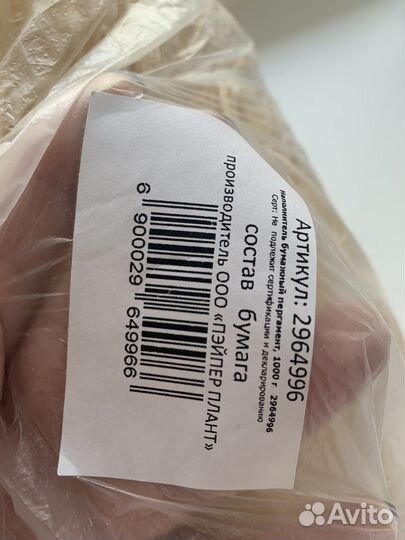 Артикул: 2964996
наполнитель бумажный пергамент, 1000 г 2964996
Серт: Не подлежит сертификации и декларированию
состав бумага
производитель ООО «ПЭЙПЕР ПЛАНТ»
6 900029 649966
Avito